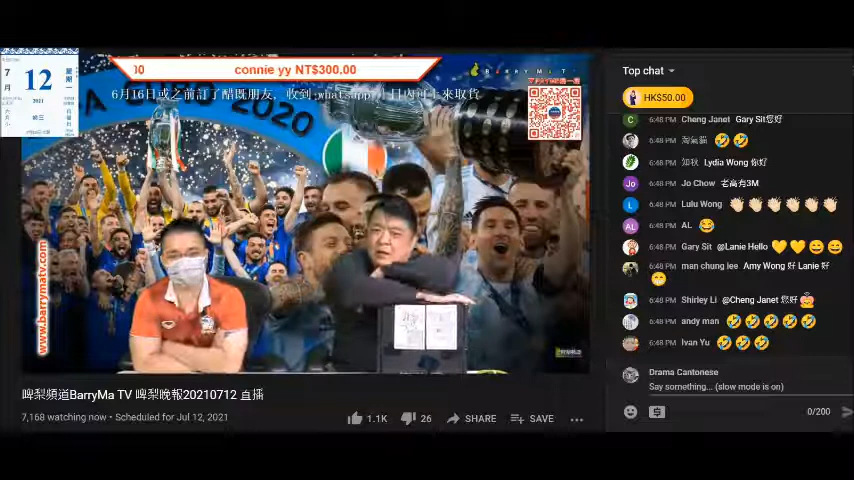 7
月
12
星
期
一
2021
connie yy NT$300.00
6月16日或之前訂了醋既朋友，收到
whatsapp
日內可上來取貨
2020
www.barrymatv.com
啤梨頻道BarryMa TV 啤梨晚報20210712 直播
7,168 watching now • Scheduled for Jul 12, 2021
1.1K
26
SHARE
SAVE
Top chat
HK$50.00
6:48 PM Cheng Janet Gary Sit您好
6:48 PM 淘氣貓 🤣🤣
6:48 PM 知秋 Lydia Wong 你好
6:48 PM Jo Chow 老高有3M
6:48 PM Lulu Wong 👏🏻👏🏻👏🏻👏🏻👏🏻👏🏻
6:48 PM AL 😂
6:48 PM Gary Sit @Lanie Hello 💛💛😄😄
6:48 PM man chung lee Amy Wong 好 Lanie 好
😁
6:48 PM Shirley Li @Cheng Janet 您好
6:48 PM andy man 🤣🤣🤣🤣🤣
6:48 PM Ivan Yu 🤣🤣🤣
Drama Cantonese
Say something... (slow mode is on)
0/200